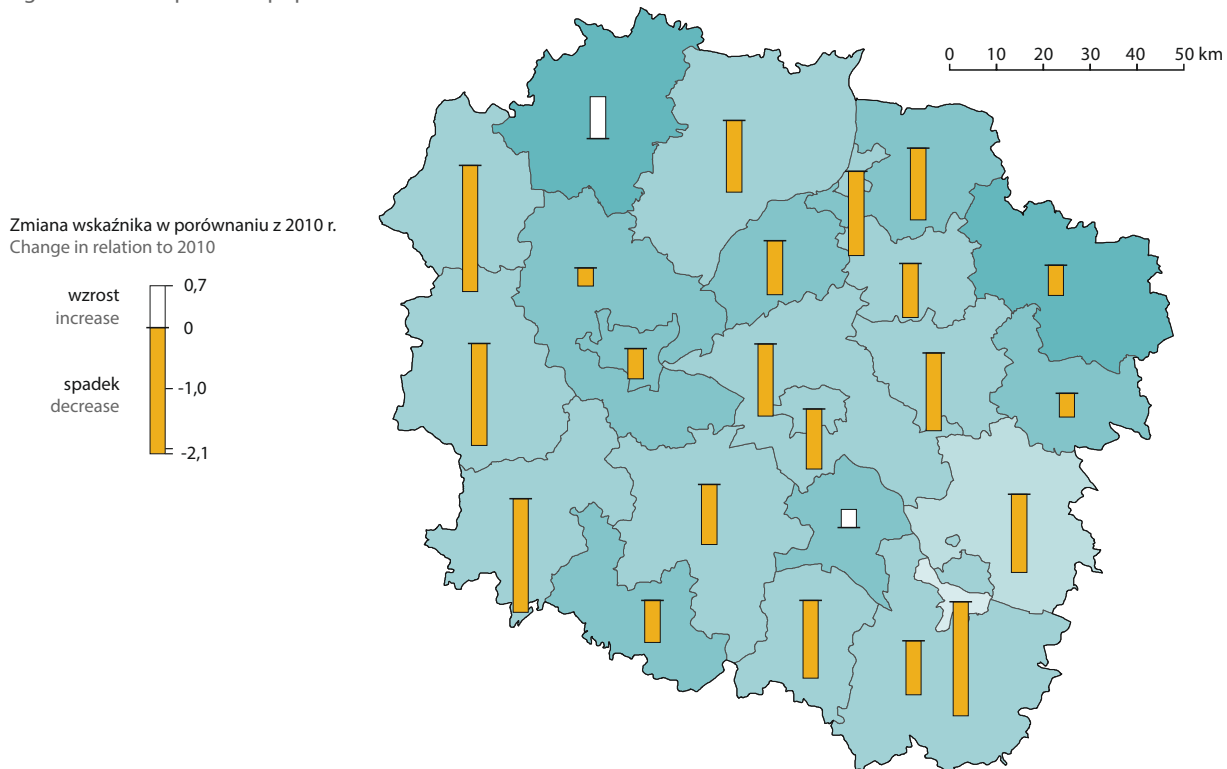 0 10 20 30 40 50 km
Zmiana wskaźnika w porównaniu z 2010 r.
Change in relation to 2010
0,7
wzrost
increase
0
spadek
decrease
-1,0
-2,1